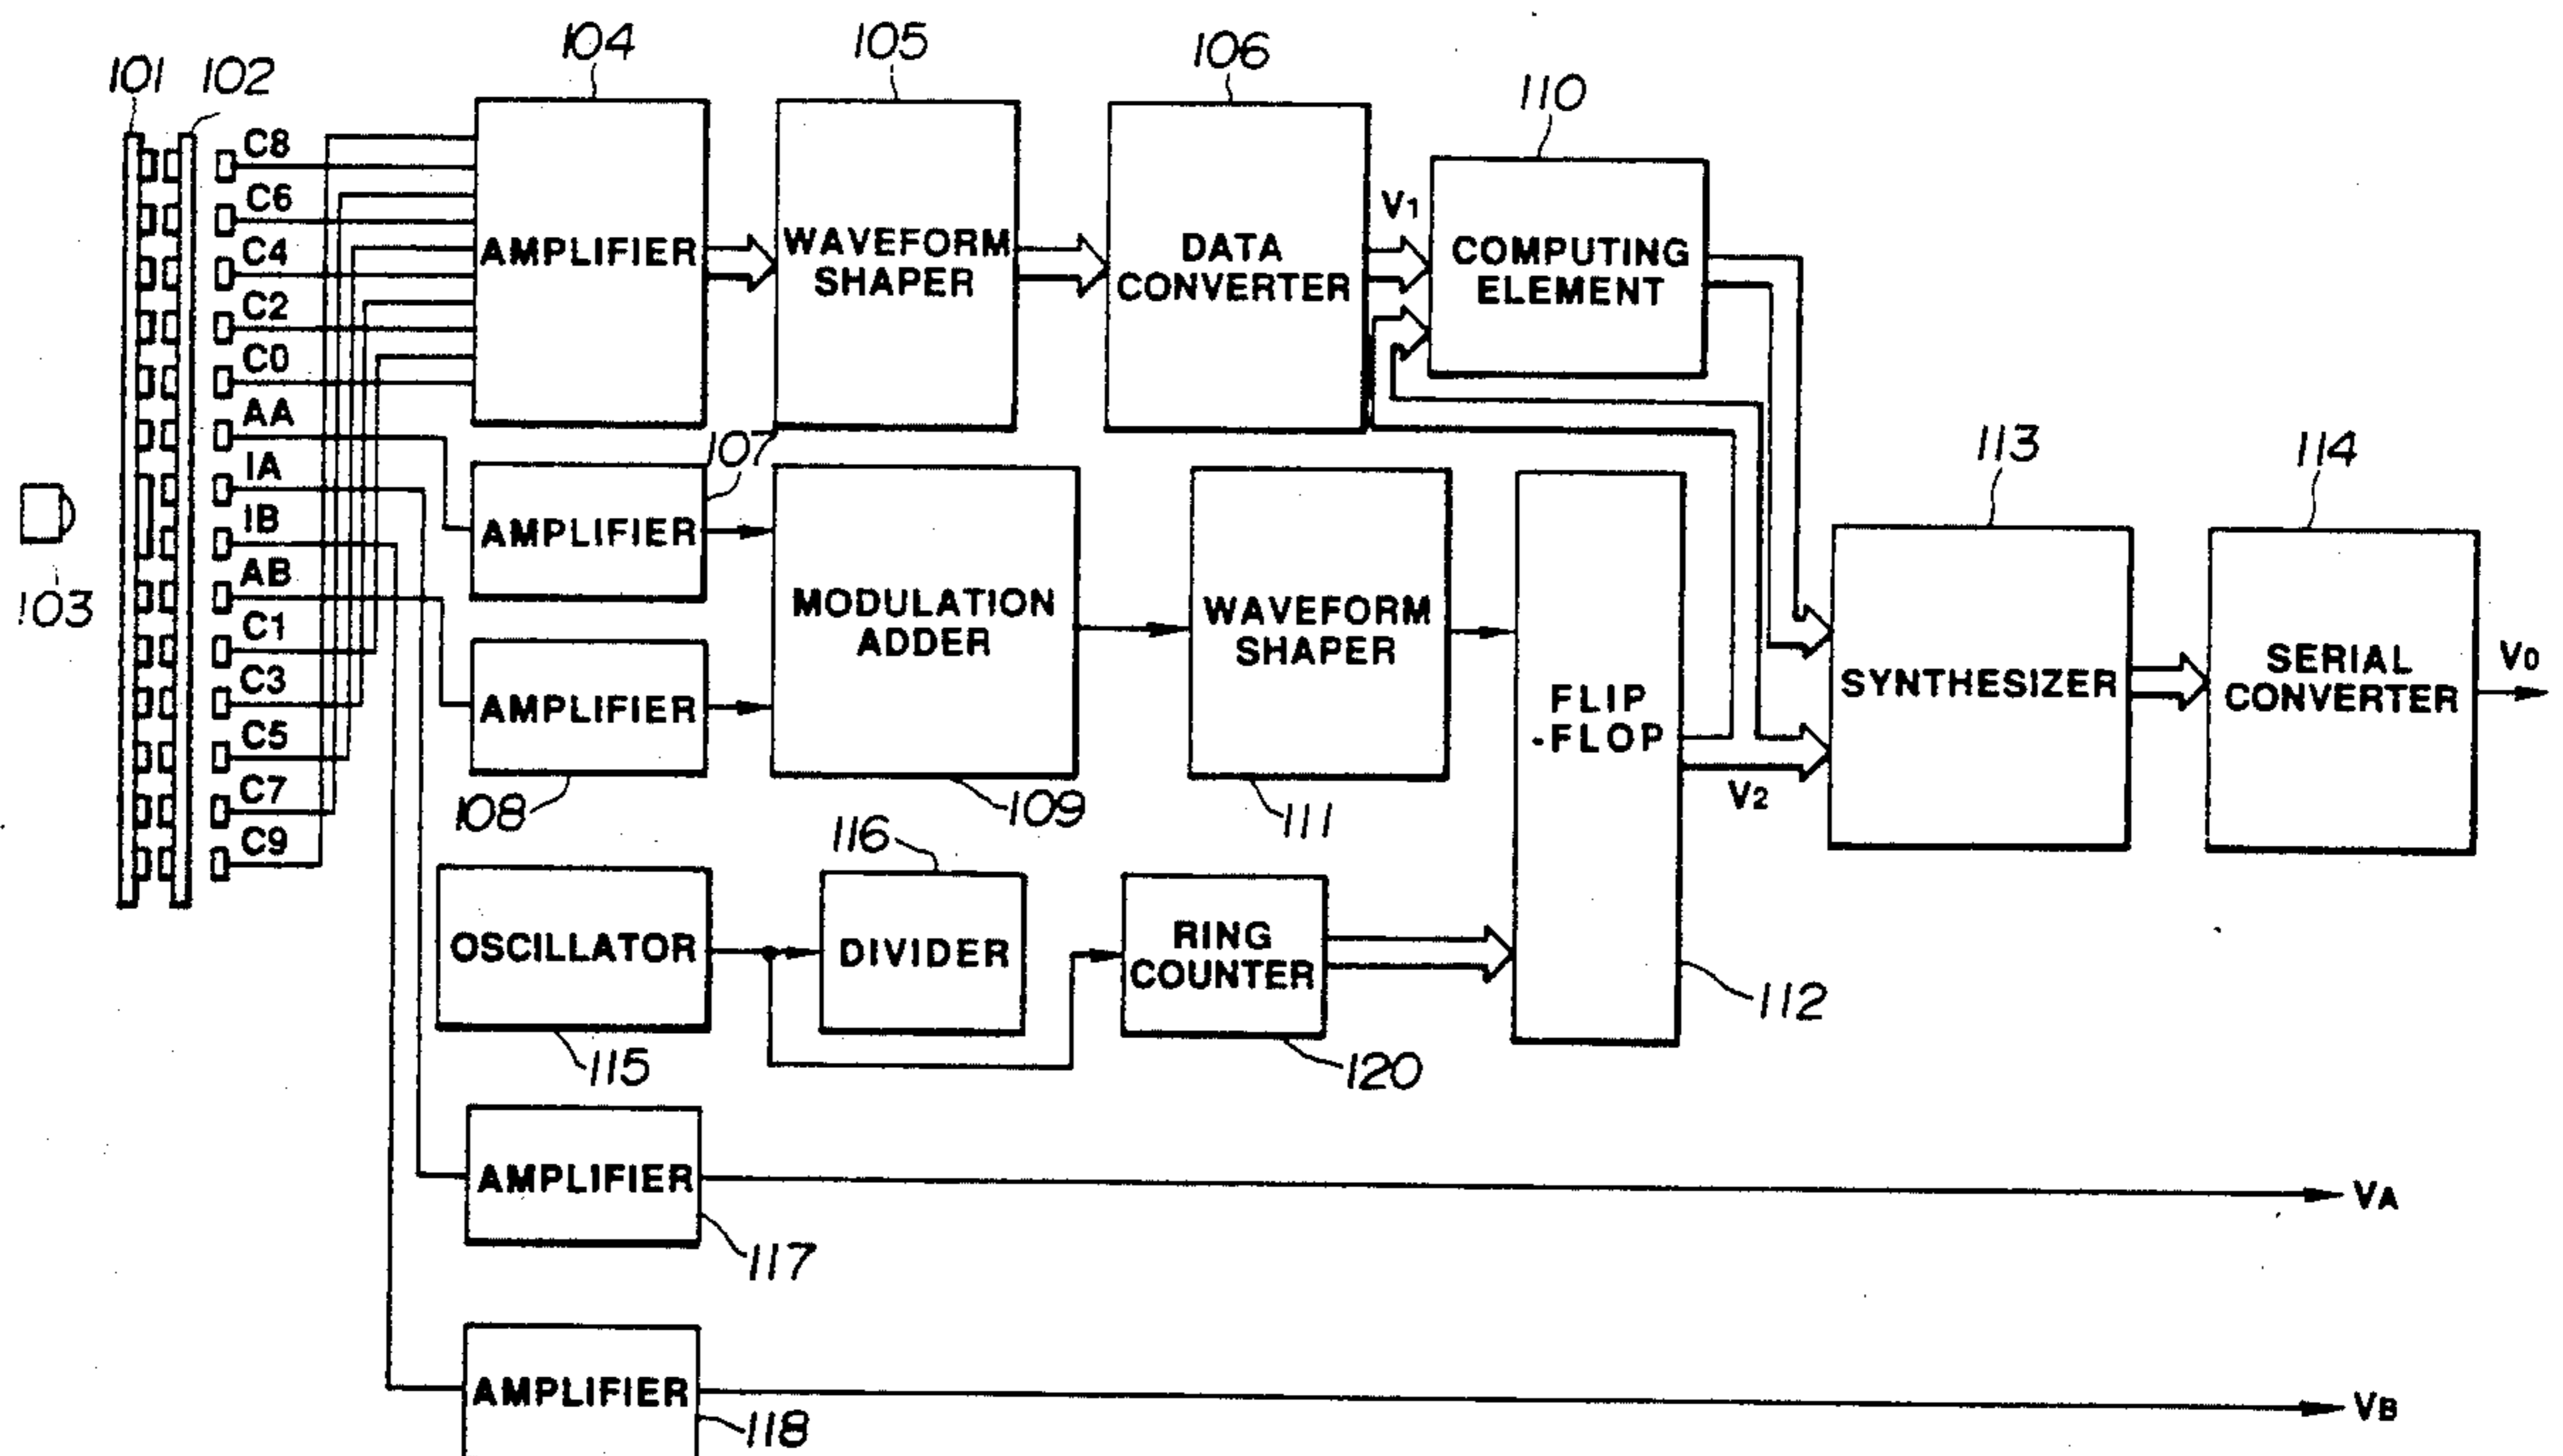 101
102
103
104
105
106
110
C8
C6
C4
C2
C0
AA
IA
IB
AB
C1
C3
C5
C7
C9
AMPLIFIER
WAVEFORM
SHAPER
DATA
CONVERTER
V1
COMPUTING
ELEMENT
107
AMPLIFIER
108
AMPLIFIER
MODULATION
ADDER
109
WAVEFORM
SHAPER
111
FLIP
-FLOP
112
V2
113
SYNTHESIZER
114
SERIAL
CONVERTER
V0
OSCILLATOR
115
116
DIVIDER
RING
COUNTER
120
AMPLIFIER
117
VA
AMPLIFIER
118
VB